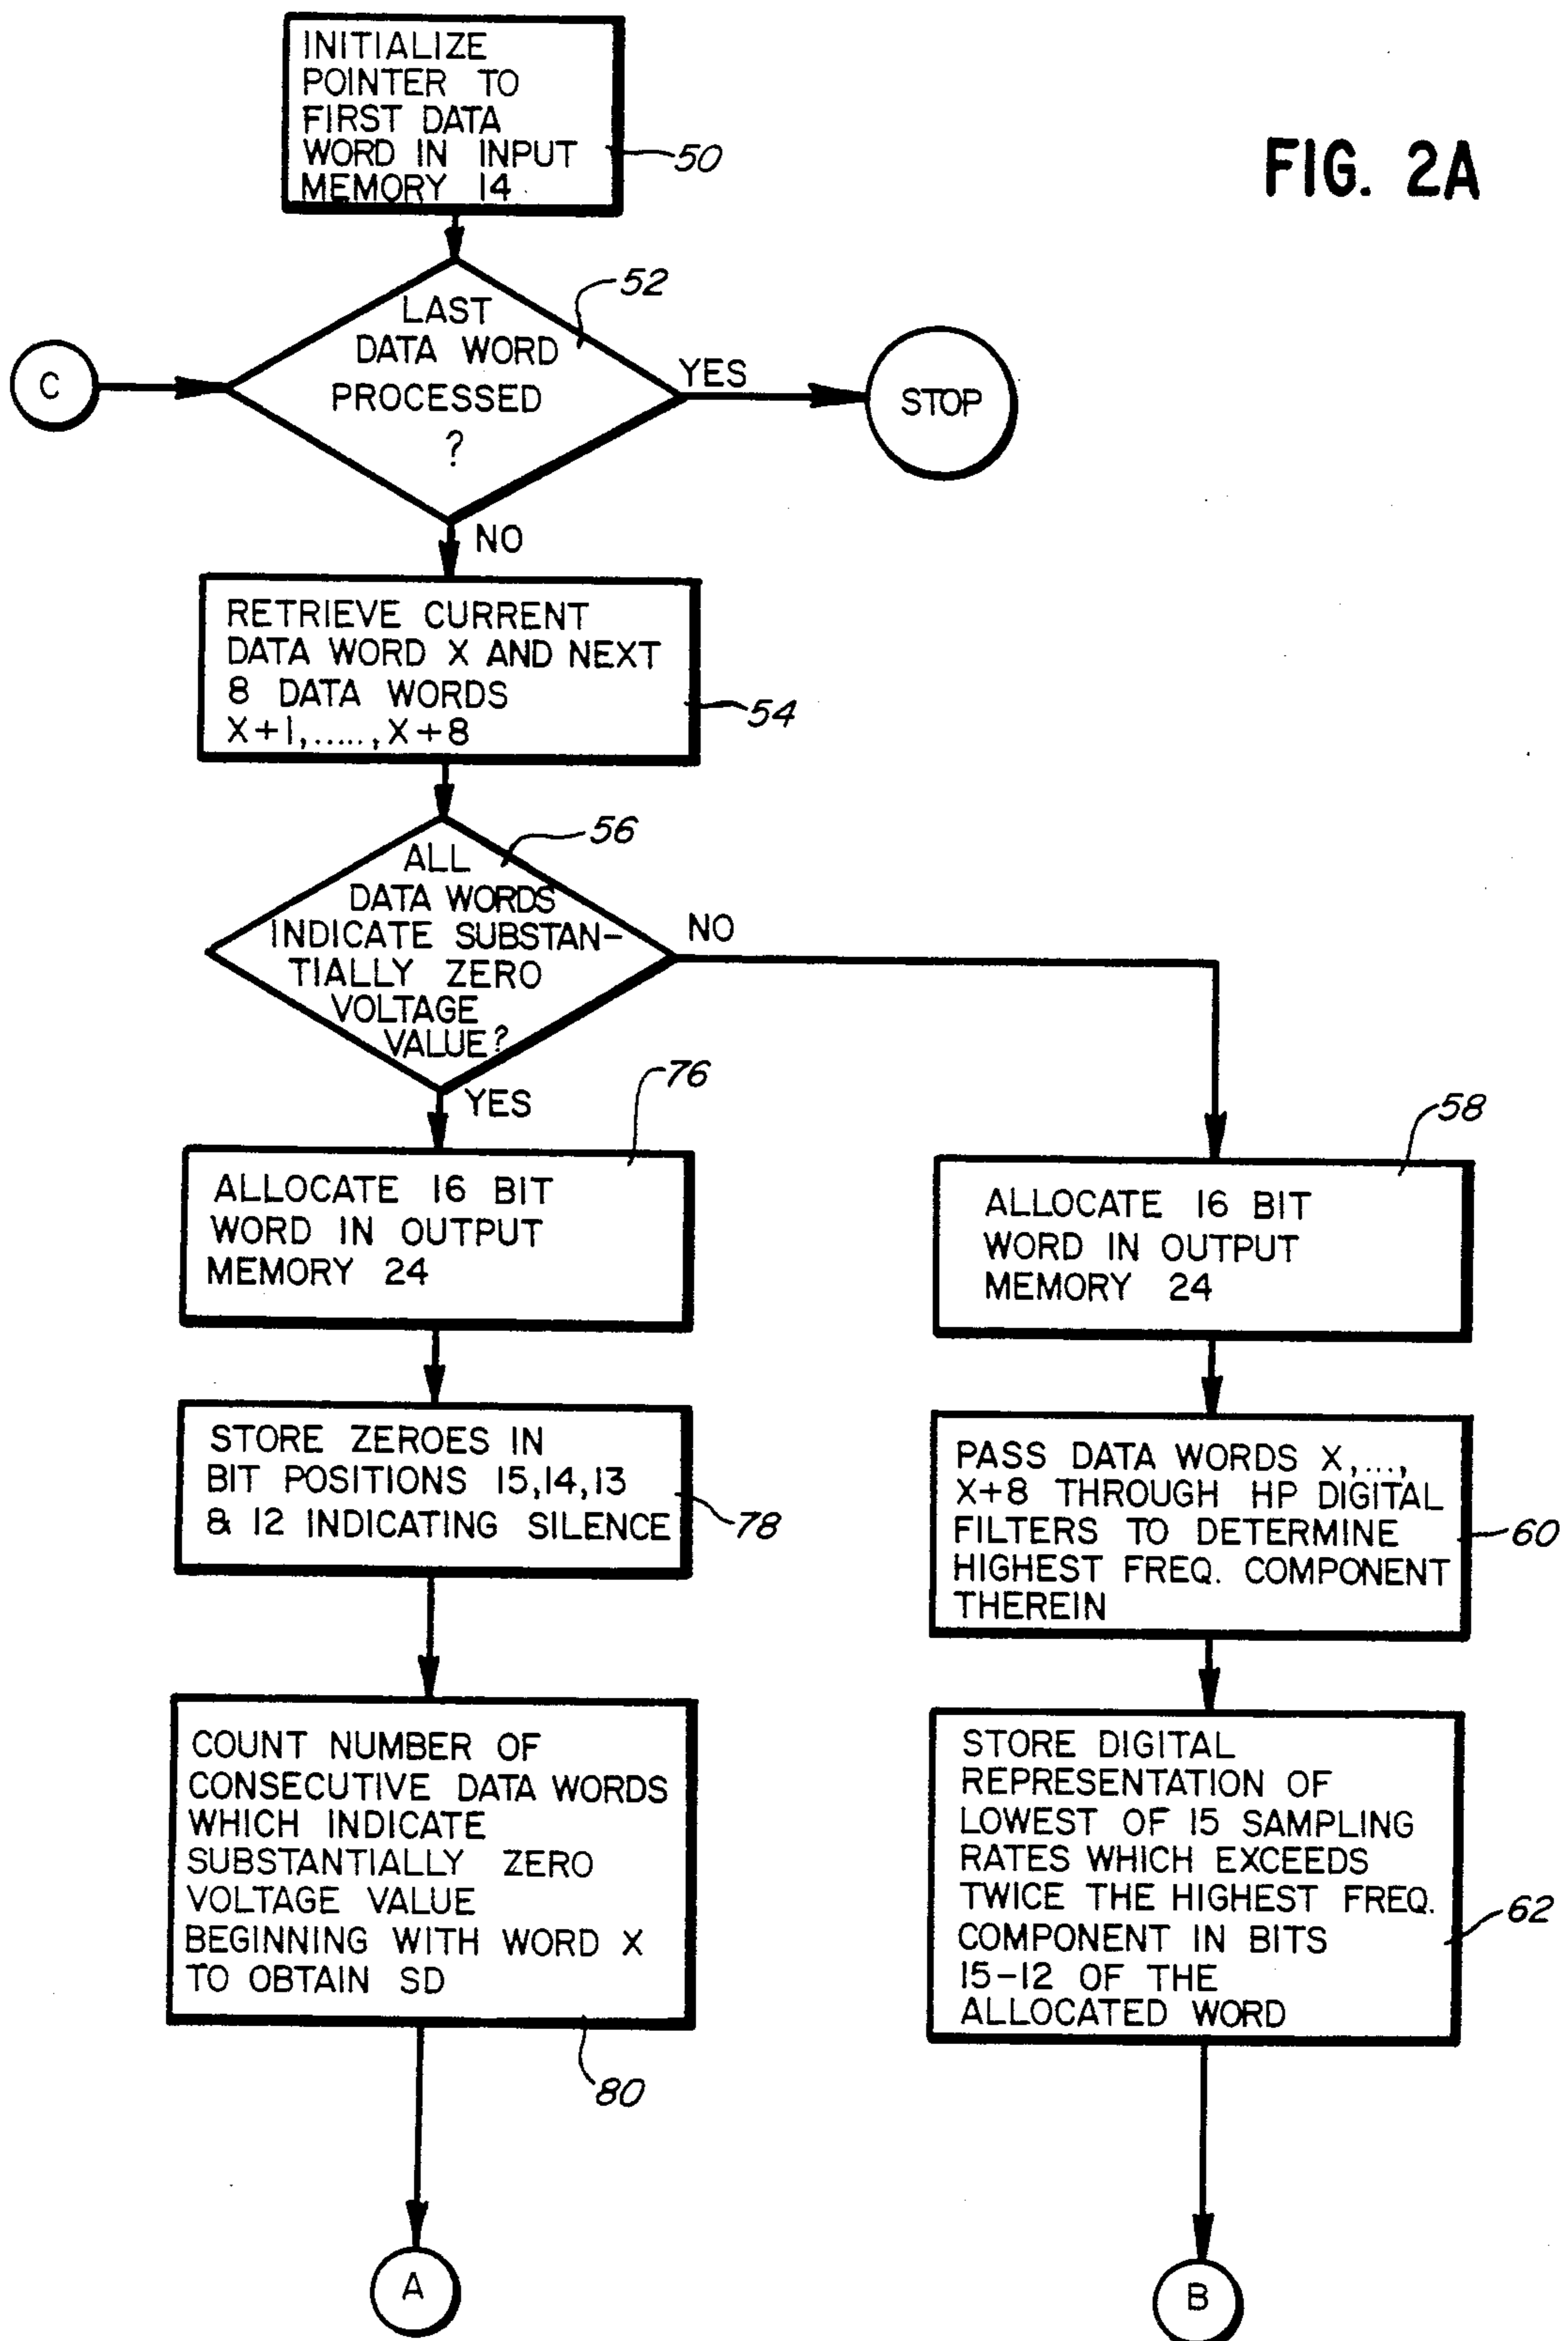 INITIALIZE
POINTER TO
FIRST DATA
WORD IN INPUT
MEMORY 14
50
FIG. 2A
52
LAST
DATA WORD
PROCESSED
?
C
YES
STOP
NO
RETRIEVE CURRENT
DATA WORD X AND NEXT
8 DATA WORDS
X+1,.....,X+8
54
56
ALL
DATA WORDS
INDICATE SUBSTAN-
TIALLY ZERO
VOLTAGE
VALUE?
NO
YES
76
ALLOCATE 16 BIT
WORD IN OUTPUT
MEMORY 24
58
ALLOCATE 16 BIT
WORD IN OUTPUT
MEMORY 24
STORE ZEROES IN
BIT POSITIONS 15,14,13
& 12 INDICATING SILENCE
78
PASS DATA WORDS X,...,
X+8 THROUGH HP DIGITAL
FILTERS TO DETERMINE
HIGHEST FREQ. COMPONENT
THEREIN
60
COUNT NUMBER OF
CONSECUTIVE DATA WORDS
WHICH INDICATE
SUBSTANTIALLY ZERO
VOLTAGE VALUE
BEGINNING WITH WORD X
TO OBTAIN SD
80
STORE DIGITAL
REPRESENTATION OF
LOWEST OF 15 SAMPLING
RATES WHICH EXCEEDS
TWICE THE HIGHEST FREQ.
COMPONENT IN BITS
15-12 OF THE
ALLOCATED WORD
62
A
B